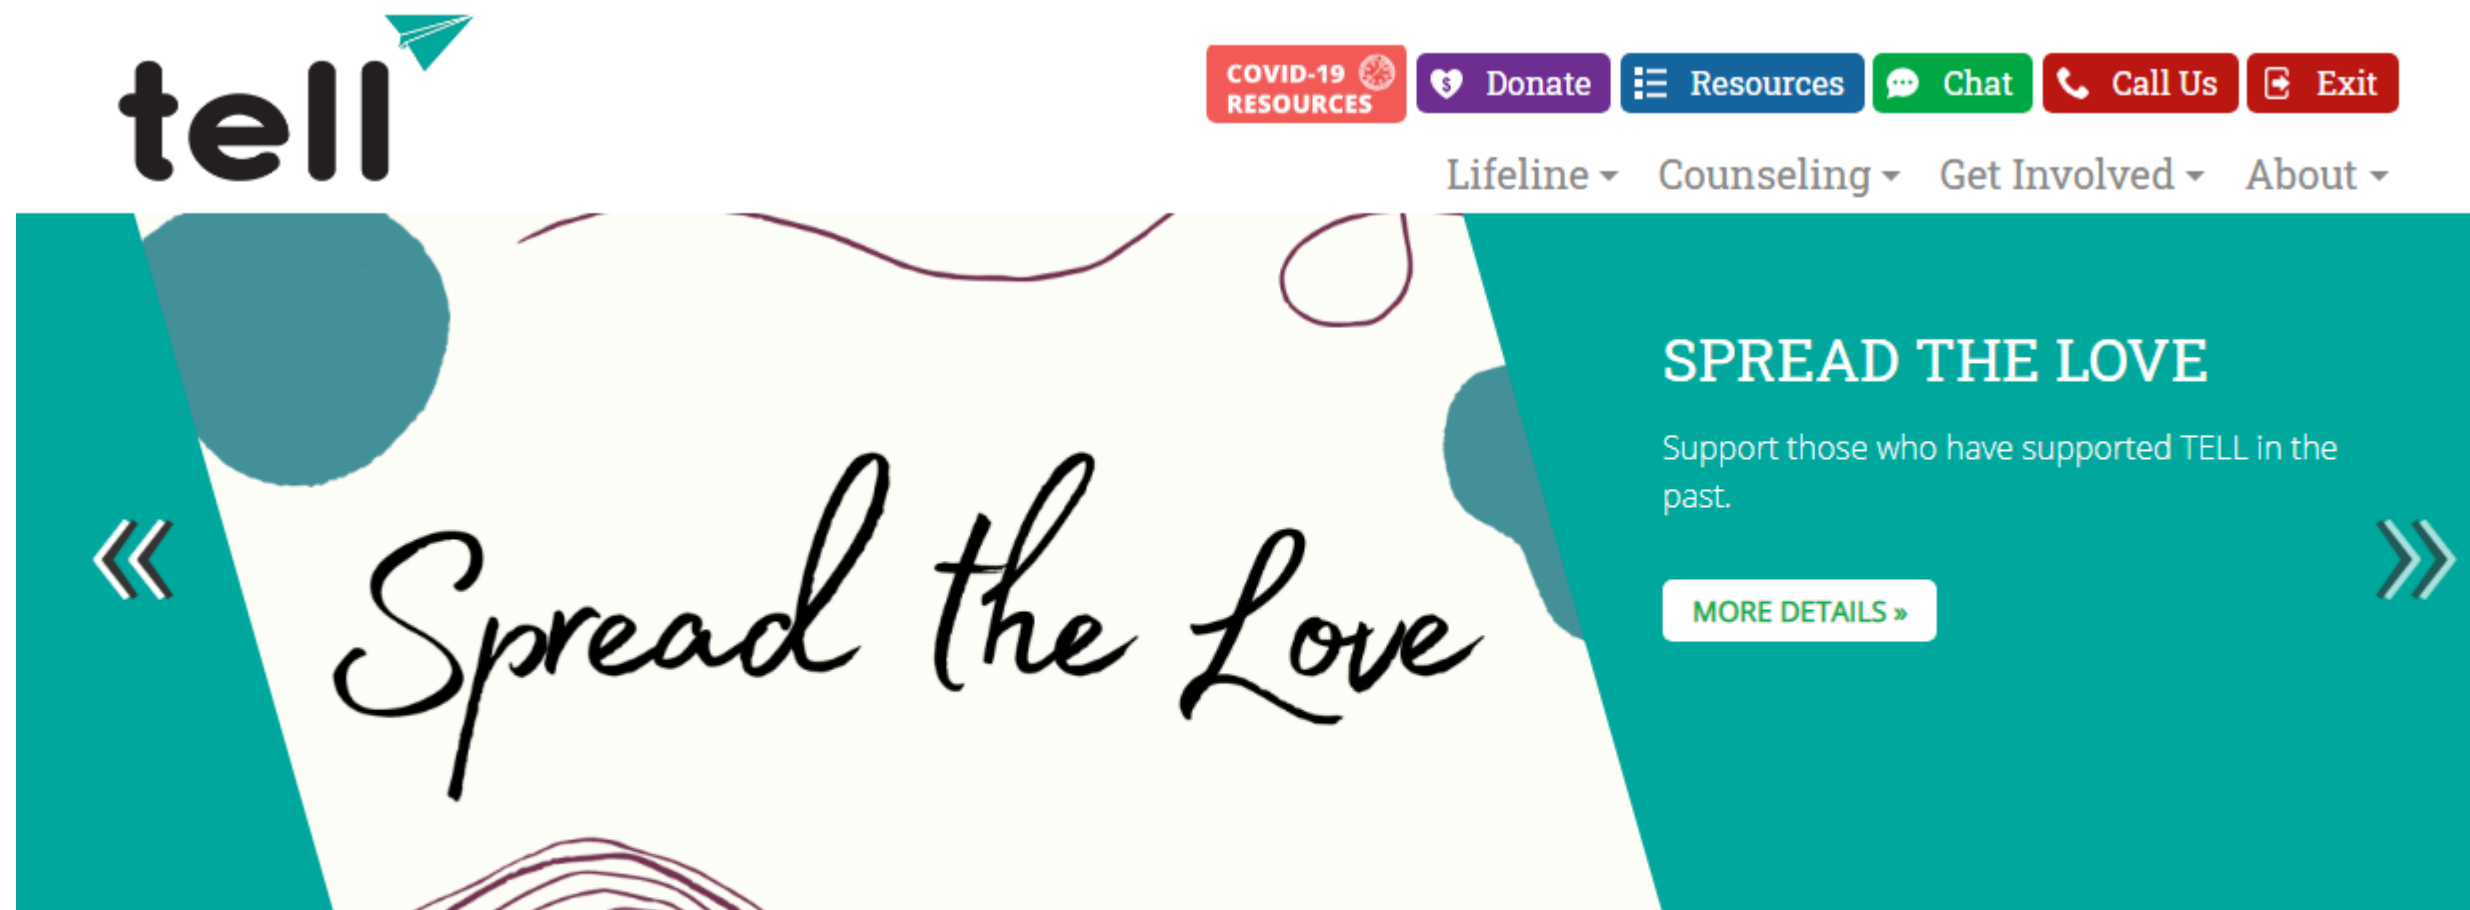 tell
COVID-19
RESOURCES
Donate
Resources
Chat
Call Us
Exit
Lifeline
Counseling
Get Involved
About
Spread the Love
SPREAD THE LOVE
Support those who have supported TELL in the
past.
MORE DETAILS »